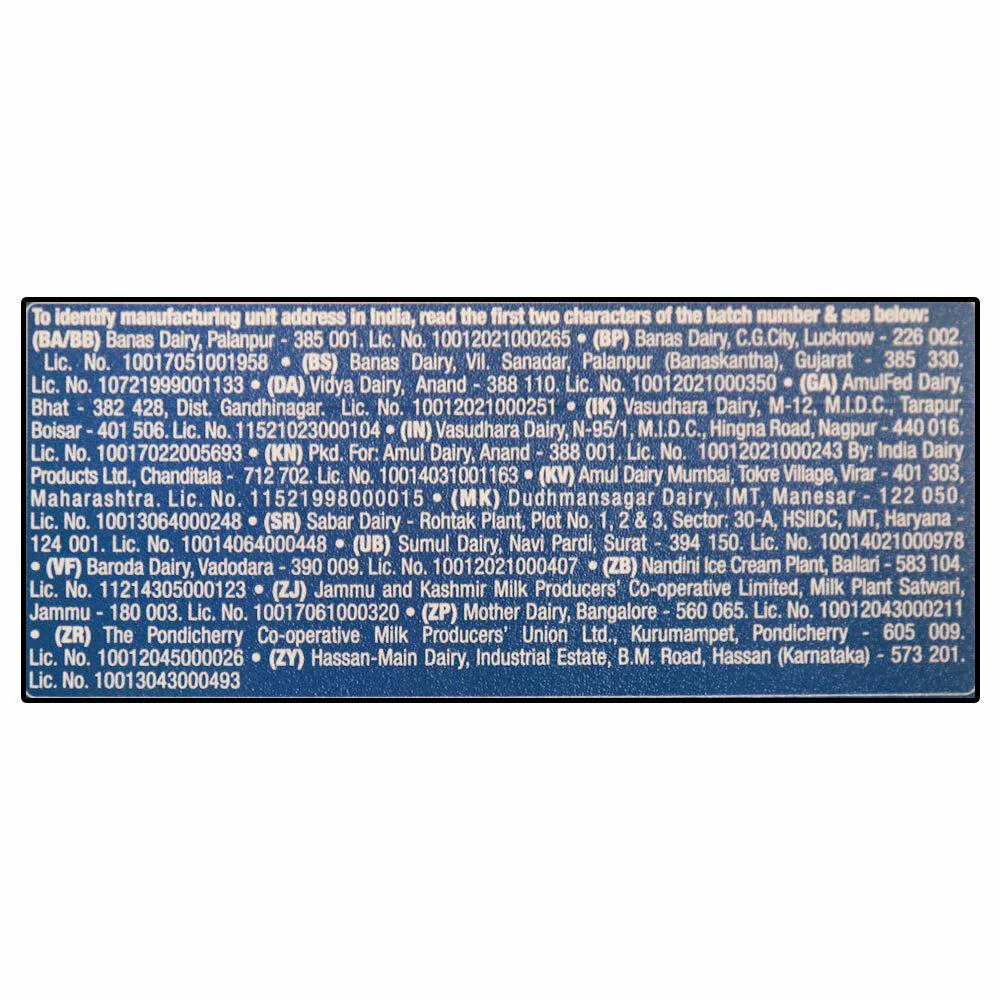 To identify manufacturing unit address in India, read the first two characters of the batch number & see below:
(BA/BB) Banas Dairy, Palanpur - 385 001. Lic. No. 10012021000265 • (BP) Banas Dairy, C.G.City, Lucknow - 226 002.
Lic. No. 10017051001958 • (BS) Banas Dairy, Vil. Sanadar, Palanpur (Banaskantha), Gujarat - 385 330.
Lic. No. 10721999001133 • (DA) Vidya Dairy, Anand - 388 110. Lic. No. 10012021000350 • (GA) AmulFed Dairy,
Bhat - 382 428, Dist. Gandhinagar. Lic. No. 10012021000251 • (IK) Vasudhara Dairy, M-12, M.I.D.C., Tarapur,
Boisar - 401 506. Lic. No. 11521023000104 • (IN) Vasudhara Dairy, N-95/1, M.I.D.C., Hingna Road, Nagpur - 440 016.
Lic. No. 10017022005693 • (KN) Pkd. For: Amul Dairy, Anand - 388 001. Lic. No. 10012021000243 By: India Dairy
Products Ltd., Chanditala - 712 702. Lic. No. 10014031001163 • (KV) Amul Dairy Mumbai, Tokre Village, Virar - 401 303,
Maharashtra. Lic. No. 11521998000015 • (MK) Dudhmansagar Dairy, IMT, Manesar - 122 050.
Lic. No. 10013064000248 • (SR) Sabar Dairy - Rohtak Plant, Plot No. 1, 2 & 3, Sector: 30-A, HSIIDC, IMT, Haryana -
124 001. Lic. No. 10014064000448 • (UB) Sumul Dairy, Navi Pardi, Surat - 394 150. Lic. No. 10014021000978
• (VF) Baroda Dairy, Vadodara - 390 009. Lic. No. 10012021000407 • (ZB) Nandini Ice Cream Plant, Ballari - 583 104.
Lic. No. 11214305000123 • (ZJ) Jammu and Kashmir Milk Producers' Co-operative Limited, Milk Plant Satwari,
Jammu - 180 003. Lic. No. 10017061000320 • (ZP) Mother Dairy, Bangalore - 560 065. Lic. No. 10012043000211
• (ZR) The Pondicherry Co-operative Milk Producers' Union Ltd., Kurumampet, Pondicherry - 605 009.
Lic. No. 10012045000026 • (ZY) Hassan-Main Dairy, Industrial Estate, B.M. Road, Hassan (Karnataka) - 573 201.
Lic. No. 10013043000493